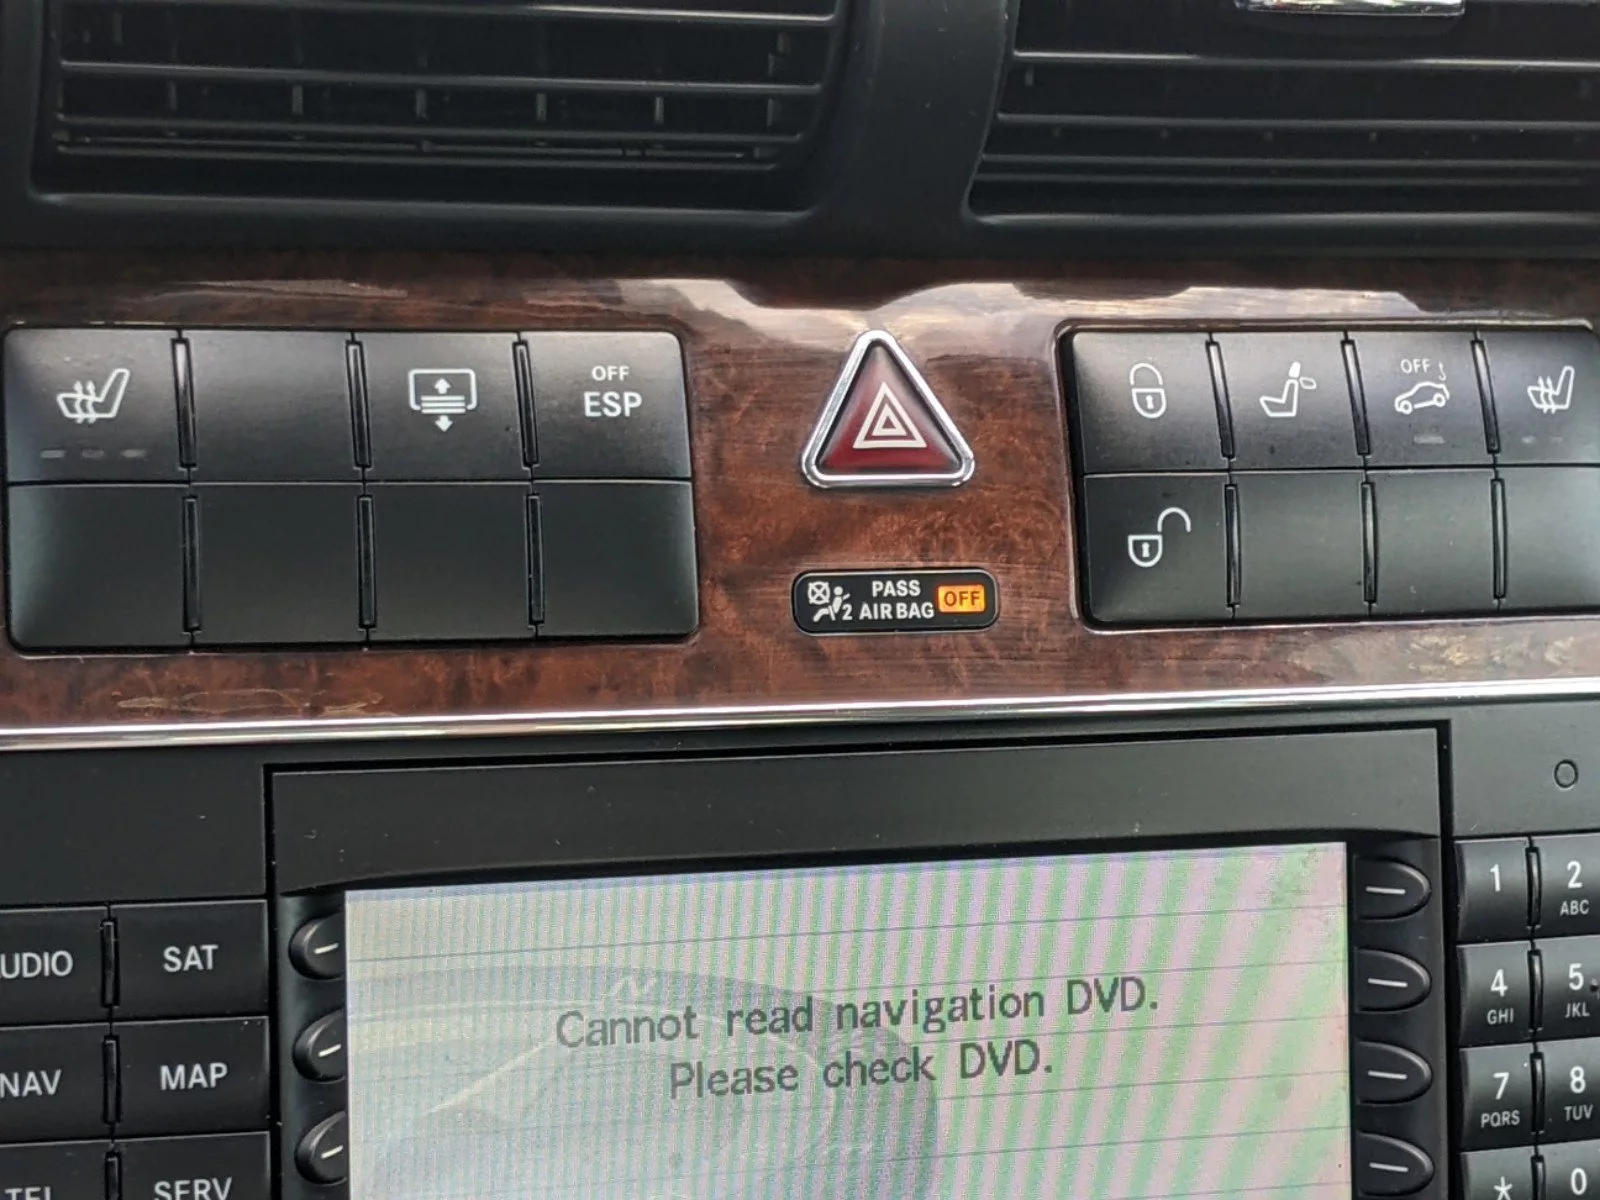 OFF
ESP
OFF
PASS
2 AIR BAG OFF
Cannot read navigation DVD.
Please check DVD.
UDIO SAT
NAV MAP
TEL SERV
1 2
ABC
4 5
GHI JKL
7 8
PQRS TUV
* 0